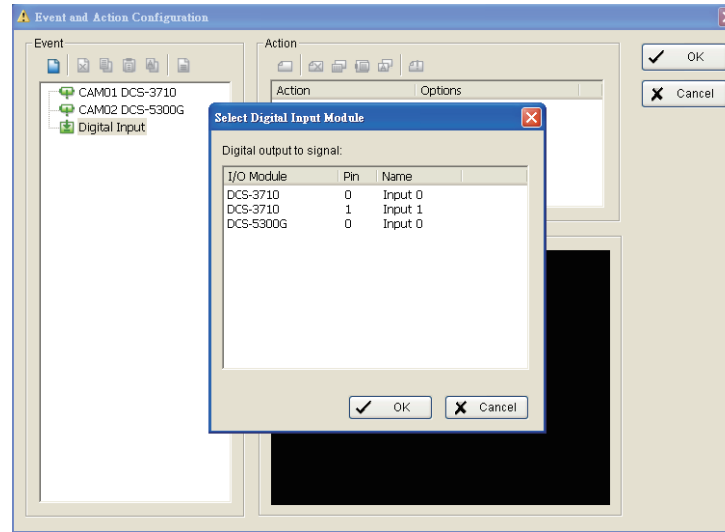 Event and Action Configuration
Event
CAM01 DCS-3710
CAM02 DCS-5300G
Digital Input
Action
Action Options
OK
Cancel
Select Digital Input Module
Digital output to signal:
I/O Module Pin Name
DCS-3710 0 Input 0
DCS-3710 1 Input 1
DCS-5300G 0 Input 0
OK
Cancel